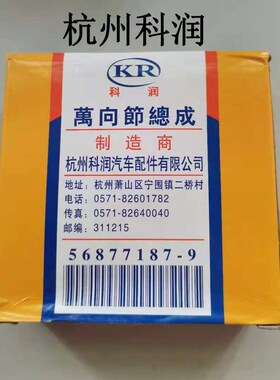 杭州科润
KR
科润
萬向節總成
制造商
杭州科润汽车配件有限公司
地址：杭州萧山区宁围镇二桥村
电话：0571-82601782
传真：0571-82640040
邮编：311215
56877187-9